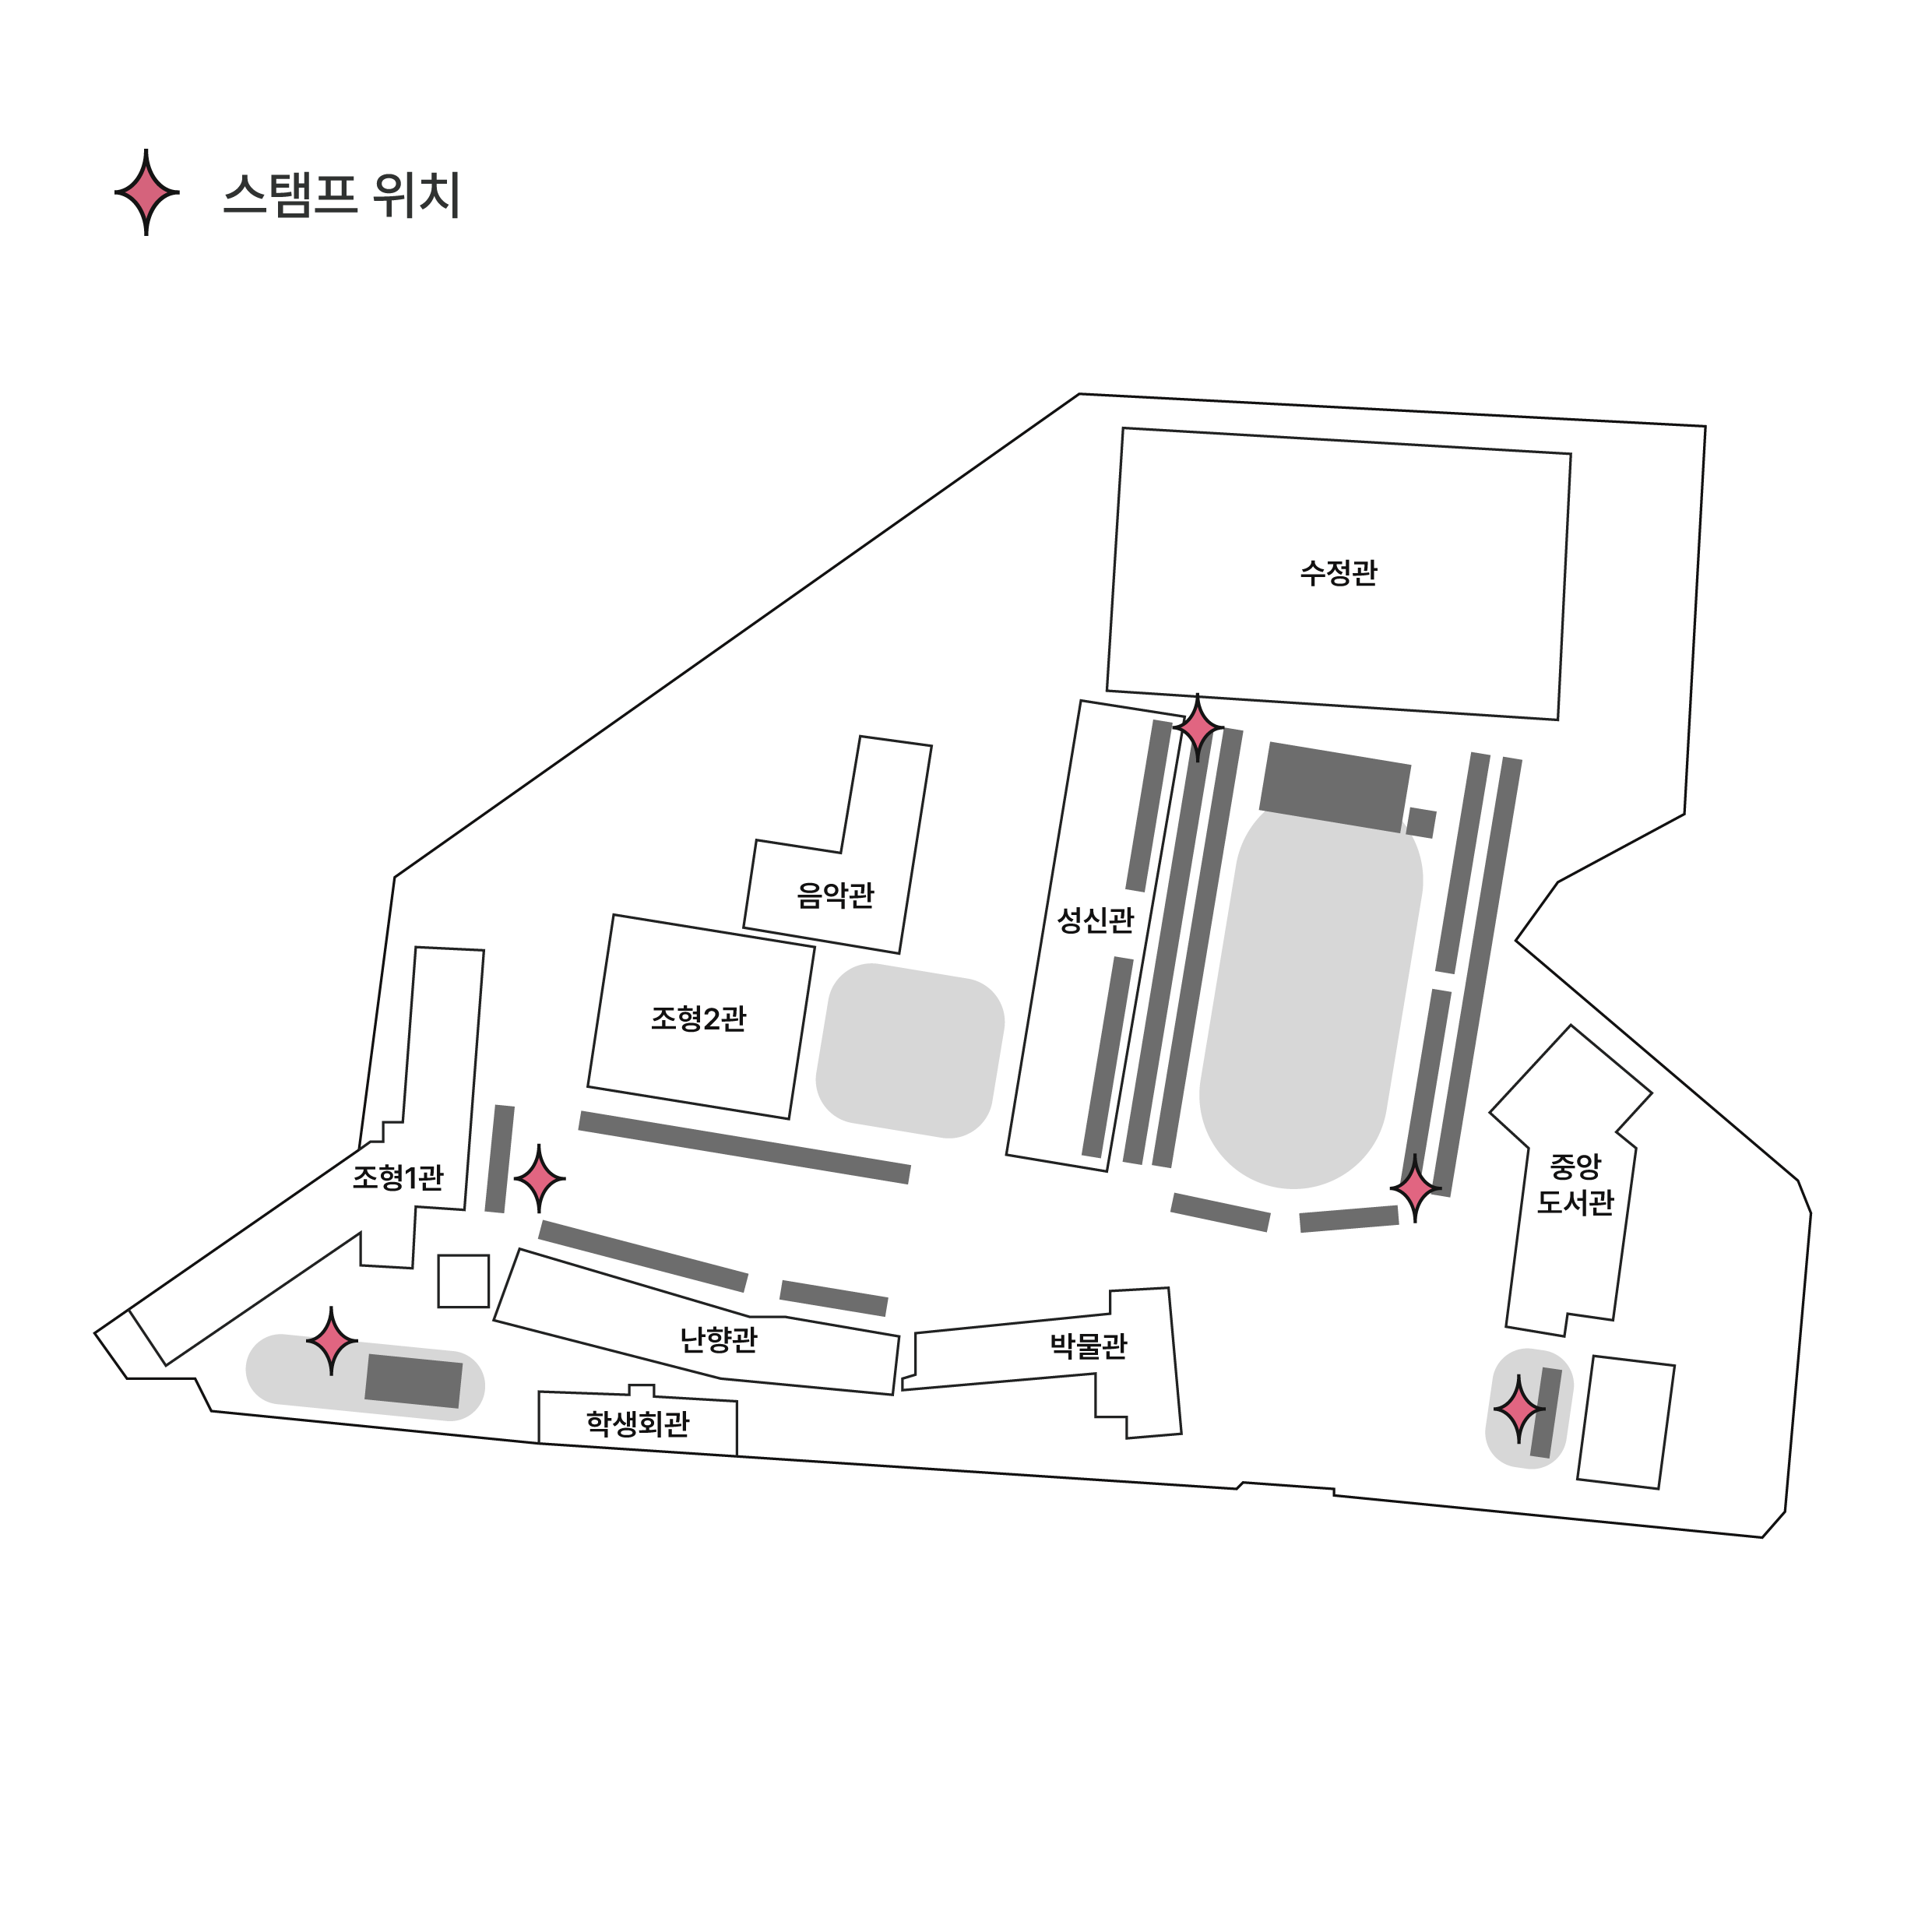 스탬프 위치
수정관
음악관
성신관
조형2관
중앙
도서관
조형1관
난향관
박물관
학생회관